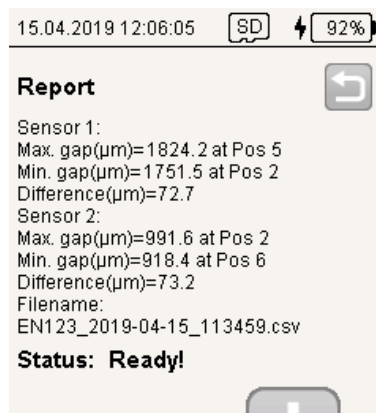 15.04.2019 12:06:05 SD 92%
Report
Sensor 1:
Max. gap(µm)=1824.2 at Pos 5
Min. gap(µm)=1751.5 at Pos 2
Difference(µm)=72.7
Sensor 2:
Max. gap(µm)=991.6 at Pos 2
Min. gap(µm)=918.4 at Pos 6
Difference(µm)=73.2
Filename:
EN123_2019-04-15_113459.csv
Status: Ready!